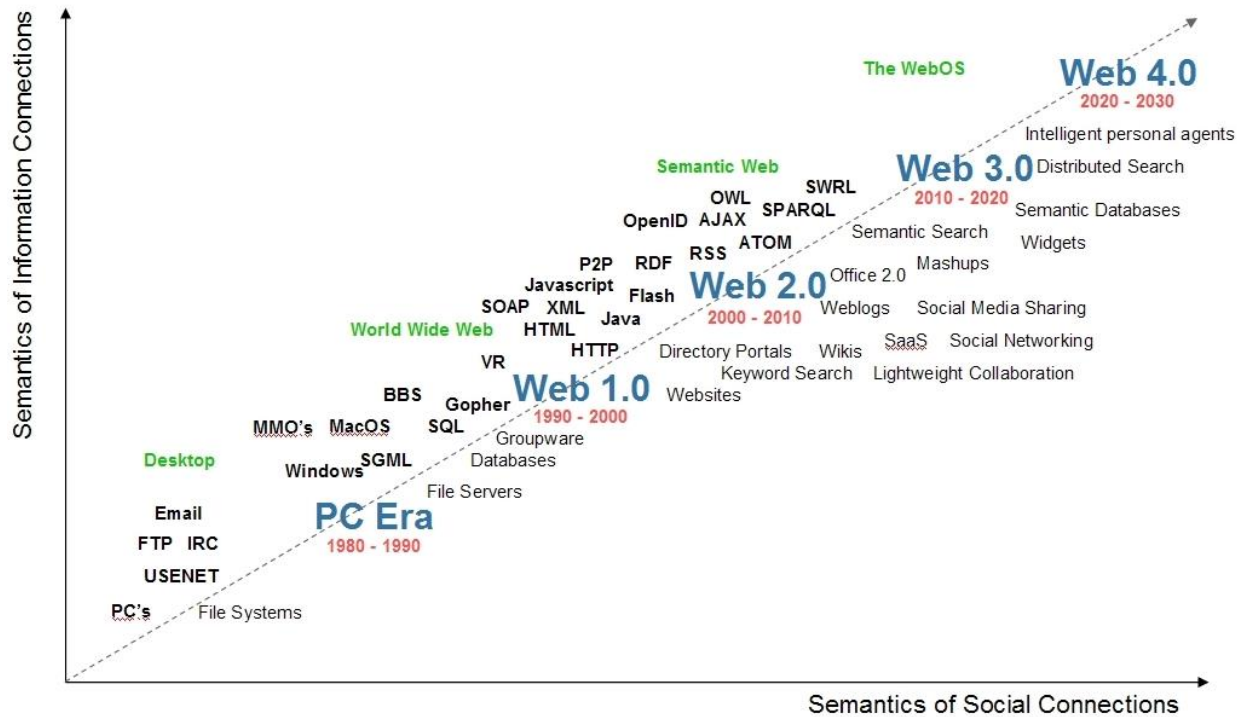 Semantics of Information Connections
The WebOS
Web 4.0
2020 - 2030
Intelligent personal agents
Semantic Web
Web 3.0
Distributed Search
2010 - 2020
SWRL
OWL
SPARQL
Semantic Databases
OpenID
AJAX
Semantic Search
Widgets
ATOM
RSS
P2P
RDF
Mashups
Office 2.0
Javascript
Web 2.0
Flash
SOAP
XML
Weblogs
Social Media Sharing
2000 - 2010
Java
World Wide Web
HTML
SaaS
Social Networking
HTTP
Directory Portals
Wikis
VR
Keyword Search
Lightweight Collaboration
Web 1.0
Websites
BBS
Gopher
1990 - 2000
MMO's
MacOS
SQL
Groupware
Desktop
SGML
Databases
Windows
File Servers
Email
PC Era
FTP
IRC
1980 - 1990
USENET
PC's
File Systems
Semantics of Social Connections